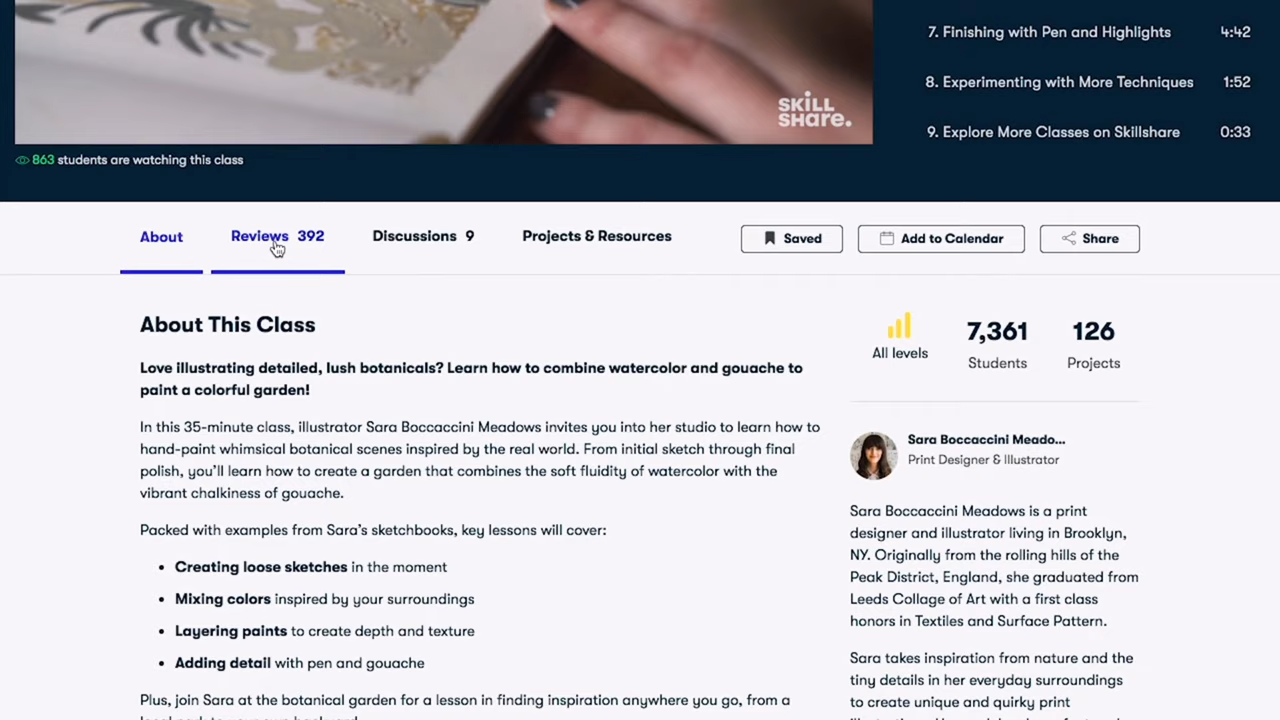 7. Finishing with Pen and Highlights 4:42
8. Experimenting with More Techniques 1:52
9. Explore More Classes on Skillshare 0:33
SKILL
SHARE.
863 students are watching this class
About Reviews 392 Discussions 9 Projects & Resources Saved Add to Calendar Share
About This Class
Love illustrating detailed, lush botanicals? Learn how to combine watercolor and gouache to
paint a colorful garden!
In this 35-minute class, illustrator Sara Boccaccini Meadows invites you into her studio to learn how to
hand-paint whimsical botanical scenes inspired by the real world. From initial sketch through final
polish, you'll learn how to create a garden that combines the soft fluidity of watercolor with the
vibrant chalkiness of gouache.
Packed with examples from Sara's sketchbooks, key lessons will cover:
• Creating loose sketches in the moment
• Mixing colors inspired by your surroundings
• Layering paints to create depth and texture
• Adding detail with pen and gouache
Plus, join Sara at the botanical garden for a lesson in finding inspiration anywhere you go, from a
All levels
7,361
Students
126
Projects
Sara Boccaccini Meado...
Print Designer & Illustrator
Sara Boccaccini Meadows is a print
designer and illustrator living in Brooklyn,
NY. Originally from the rolling hills of the
Peak District, England, she graduated from
Leeds Collage of Art with a first class
honors in Textiles and Surface Pattern.
Sara takes inspiration from nature and the
tiny details in her everyday surroundings
to create unique and quirky print